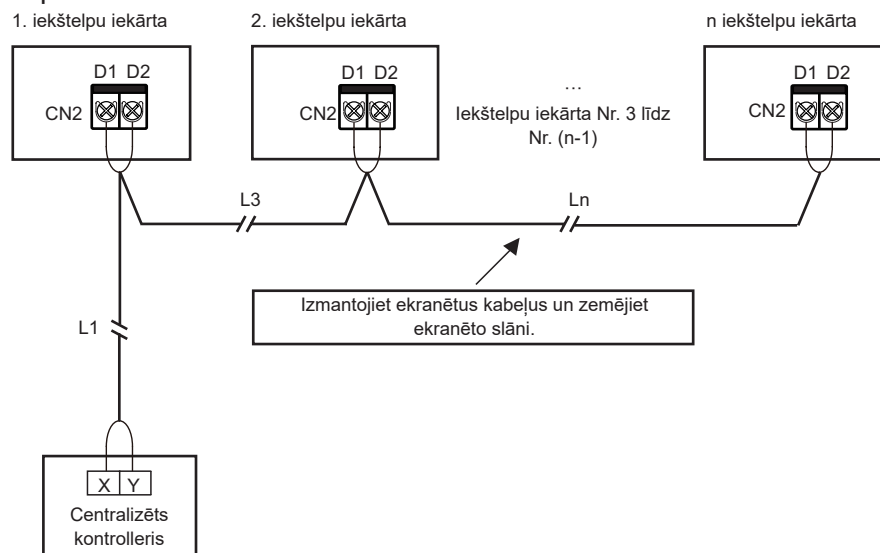 1. iekštelpu iekārta
2. iekštelpu iekārta
n iekštelpu iekārta
D1 D2
CN2
D1 D2
CN2
...
Iekštelpu iekārta Nr. 3 līdz
Nr. (n-1)
D1 D2
CN2
L3
Ln
Izmantojiet ekranētus kabeļus un zemējiet
ekranēto slāni.
L1
X Y
Centralizēts
kontrolleris